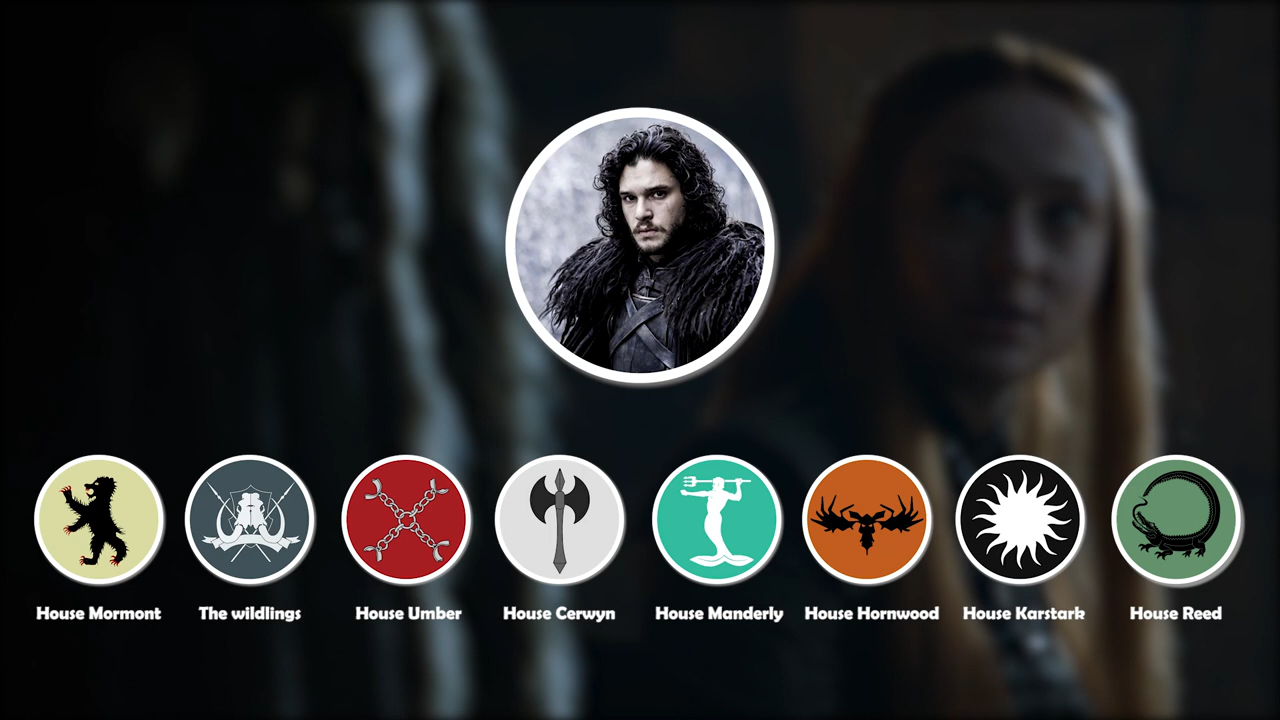 House Mormont
The wildlings
House Umber
House Cerwyn
House Manderly
House Hornwood
House Karstark
House Reed